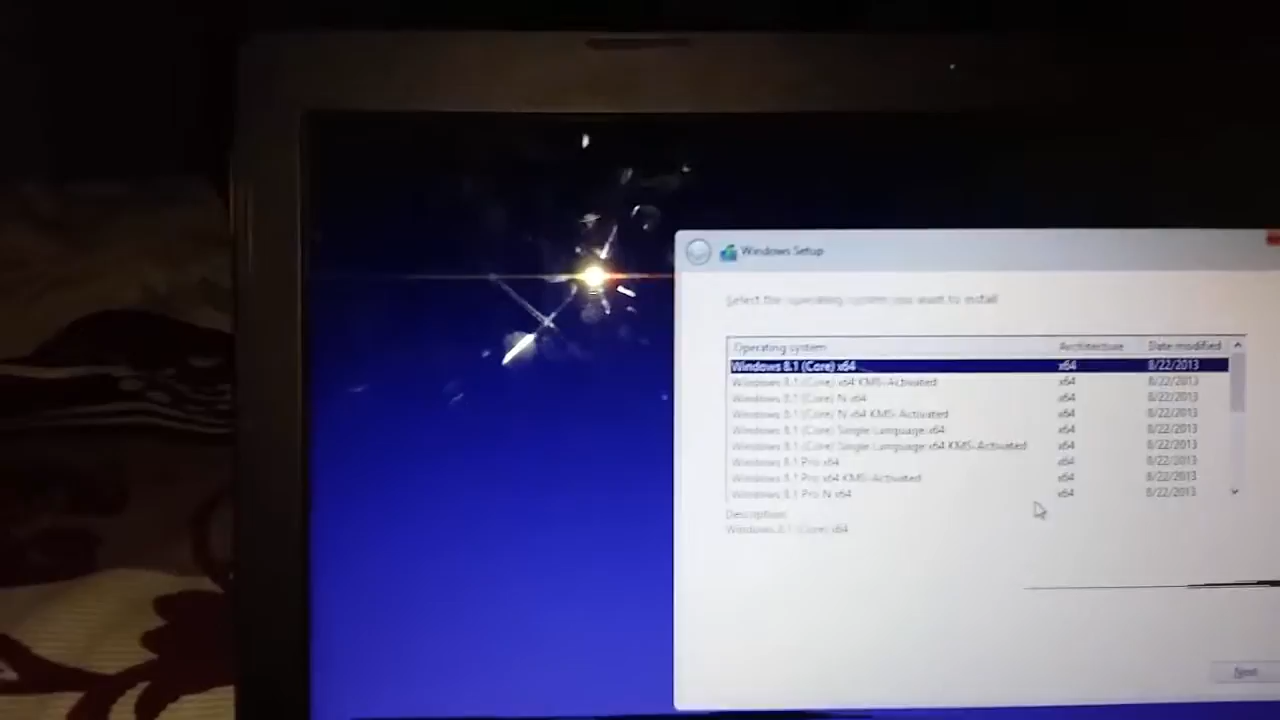 Windows Setup
Select the operating system you want to install
Operating system Architecture Date modified
Windows 8.1 (Core) x64 x64 8/22/2013
Windows 8.1 (Core) x64 KMS-Activated x64 8/22/2013
Windows 8.1 (Core) N x64 x64 8/22/2013
Windows 8.1 (Core) N x64 KMS-Activated x64 8/22/2013
Windows 8.1 (Core) Single Language x64 x64 8/22/2013
Windows 8.1 (Core) Single Language x64 KMS-Activated x64 8/22/2013
Windows 8.1 Pro x64 x64 8/22/2013
Windows 8.1 Pro x64 KMS-Activated x64 8/22/2013
Windows 8.1 Pro N x64 x64 8/22/2013
Description:
Windows 8.1 (Core) x64
Next